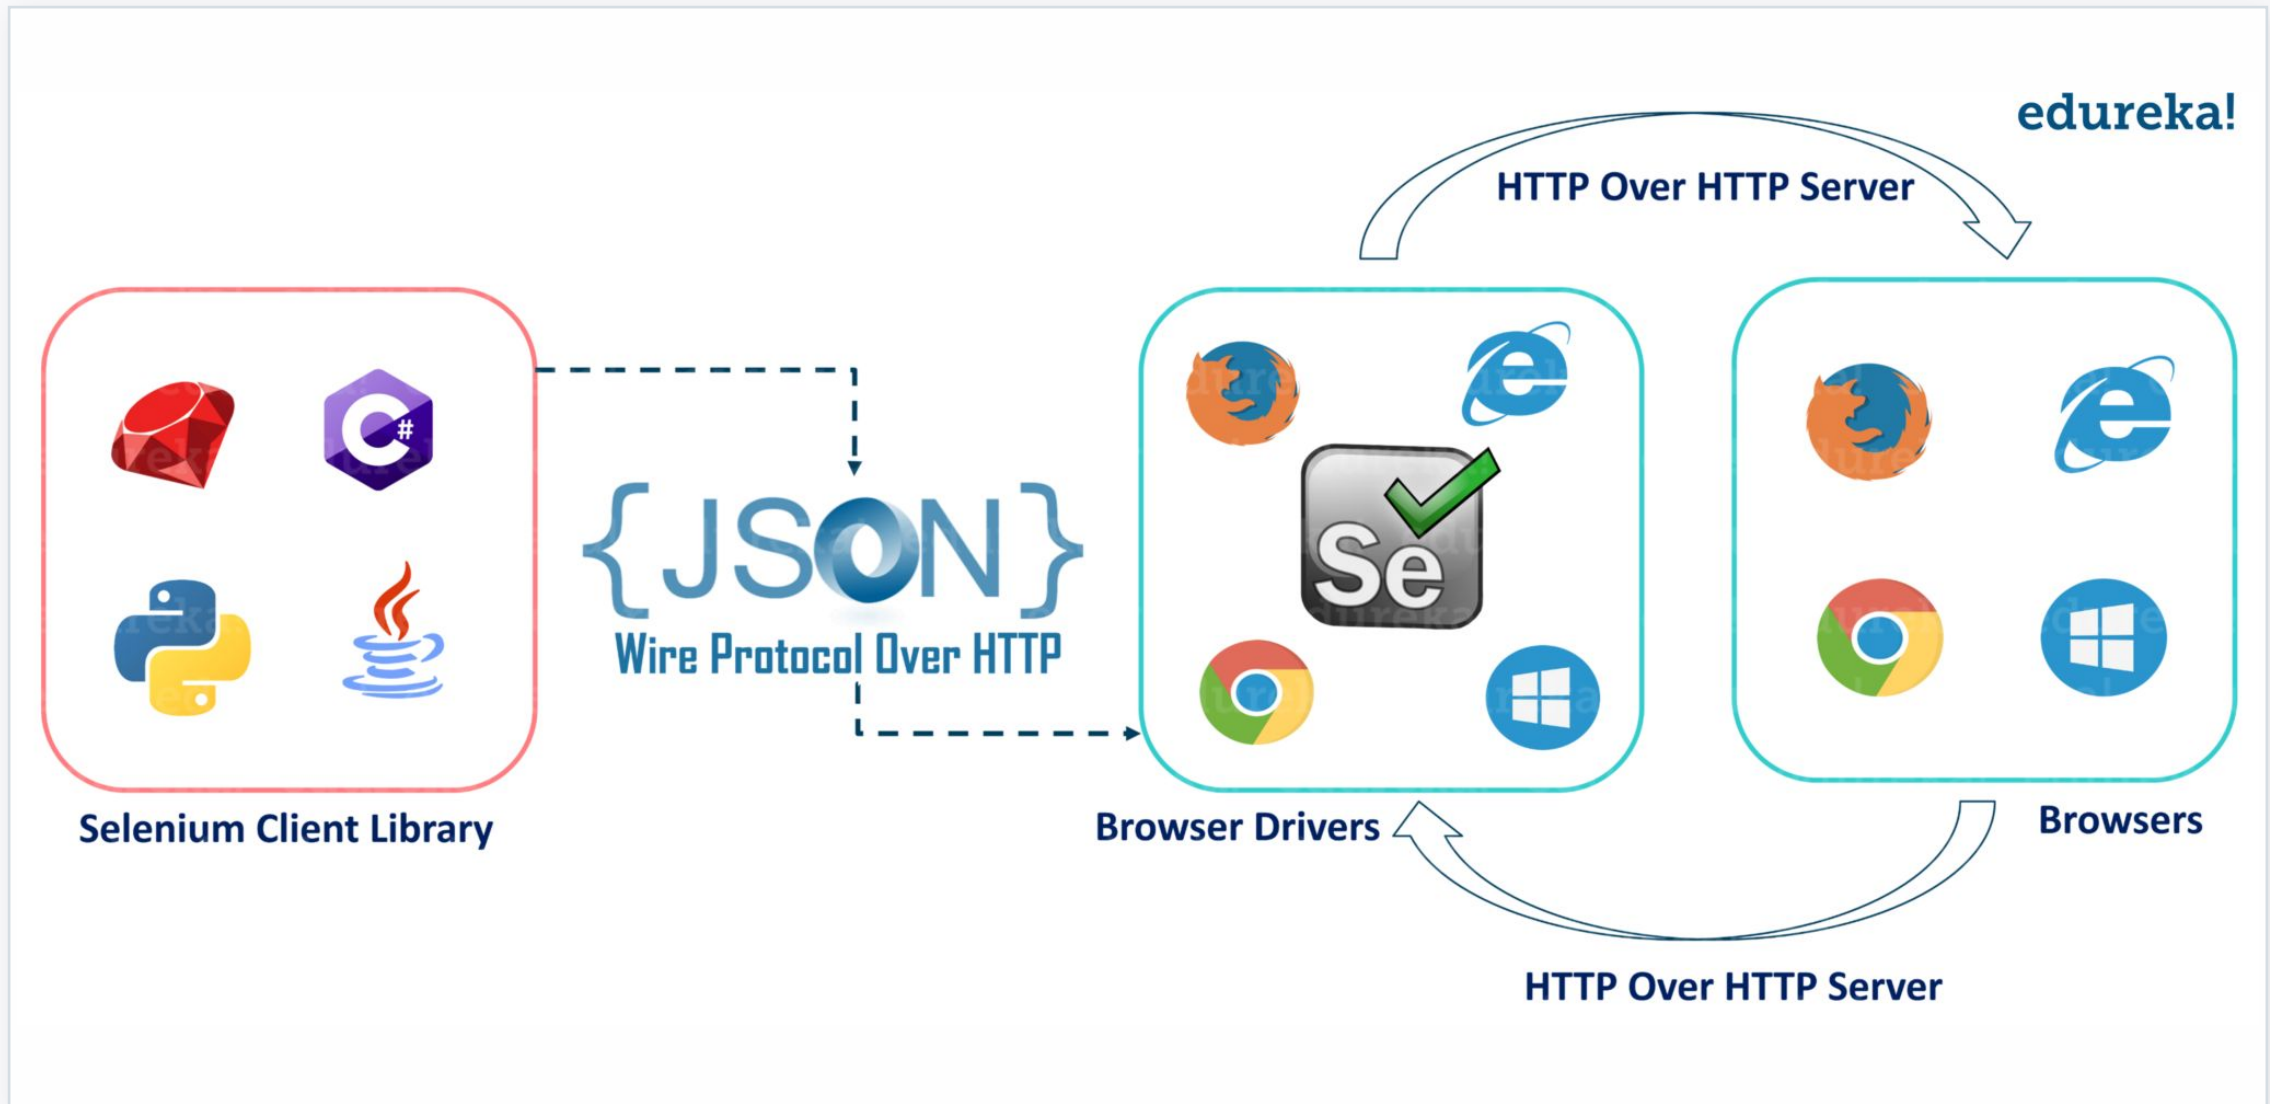 edureka!
HTTP Over HTTP Server
C#
{JSON}
Wire Protocol Over HTTP
Se
Selenium Client Library
Browser Drivers
Browsers
HTTP Over HTTP Server